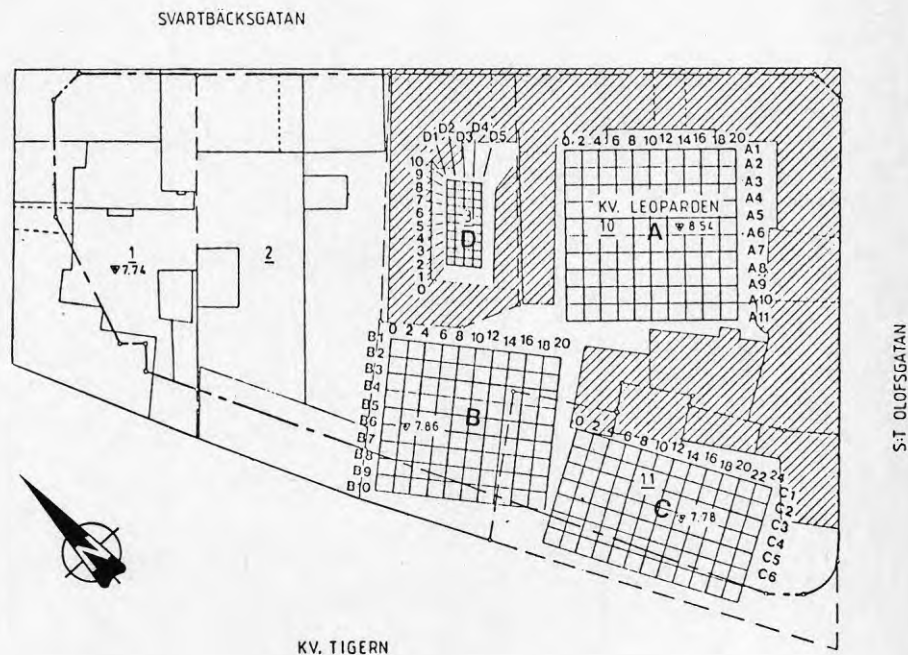 SVARTBÄCKSGATAN
D1 D2 D3 D4 D5
10
9
8
7
6
5
4
3
2
1
0
3
D
0 2 4 6 8 10 12 14 16 18 20
A1
A2
A3
A4
A5
A6
A7
A8
A9
A10
A11
KV. LEOPARDEN
10 A 8.54
1
7.74
2
0 2 4 6 8 10 12 14 16 18 20
B1
B2
B3
B4
B5
B6
B7
B8
B9
B10
B
7.86
0 2 4 6 8 10 12 14 16 18 20 22 24
C1
C2
C3
C4
C5
C6
11
C 7.78
S:T OLOFSGATAN
N
KV. TIGERN